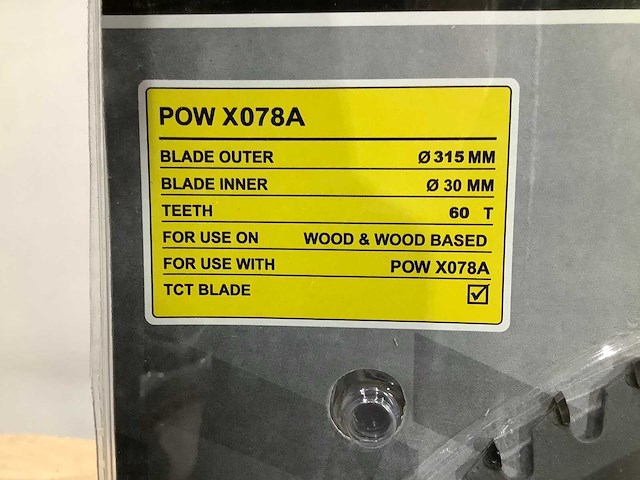 POW X078A
BLADE OUTER Ø 315 MM
BLADE INNER Ø 30 MM
TEETH 60 T
FOR USE ON WOOD & WOOD BASED
FOR USE WITH POW X078A
TCT BLADE ☑